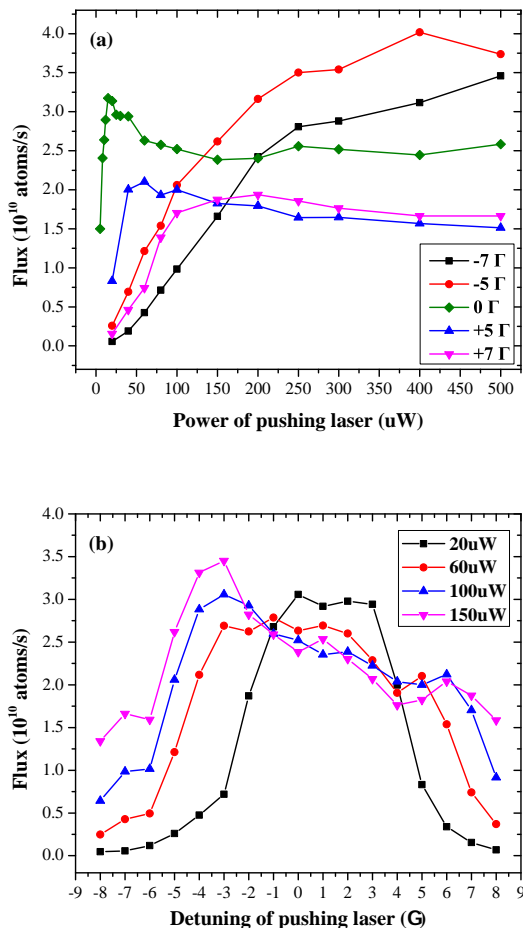 (a)
4.0
3.5
3.0
2.5
2.0
1.5
1.0
0.5
0.0
Flux (10¹⁰ atoms/s)
-7 Γ
-5 Γ
0 Γ
+5 Γ
+7 Γ
0 50 100 150 200 250 300 350 400 450 500
Power of pushing laser (uW)
(b)
4.0
3.5
3.0
2.5
2.0
1.5
1.0
0.5
0.0
Flux (10¹⁰ atoms/s)
20uW
60uW
100uW
150uW
-9 -8 -7 -6 -5 -4 -3 -2 -1 0 1 2 3 4 5 6 7 8 9
Detuning of pushing laser (G)